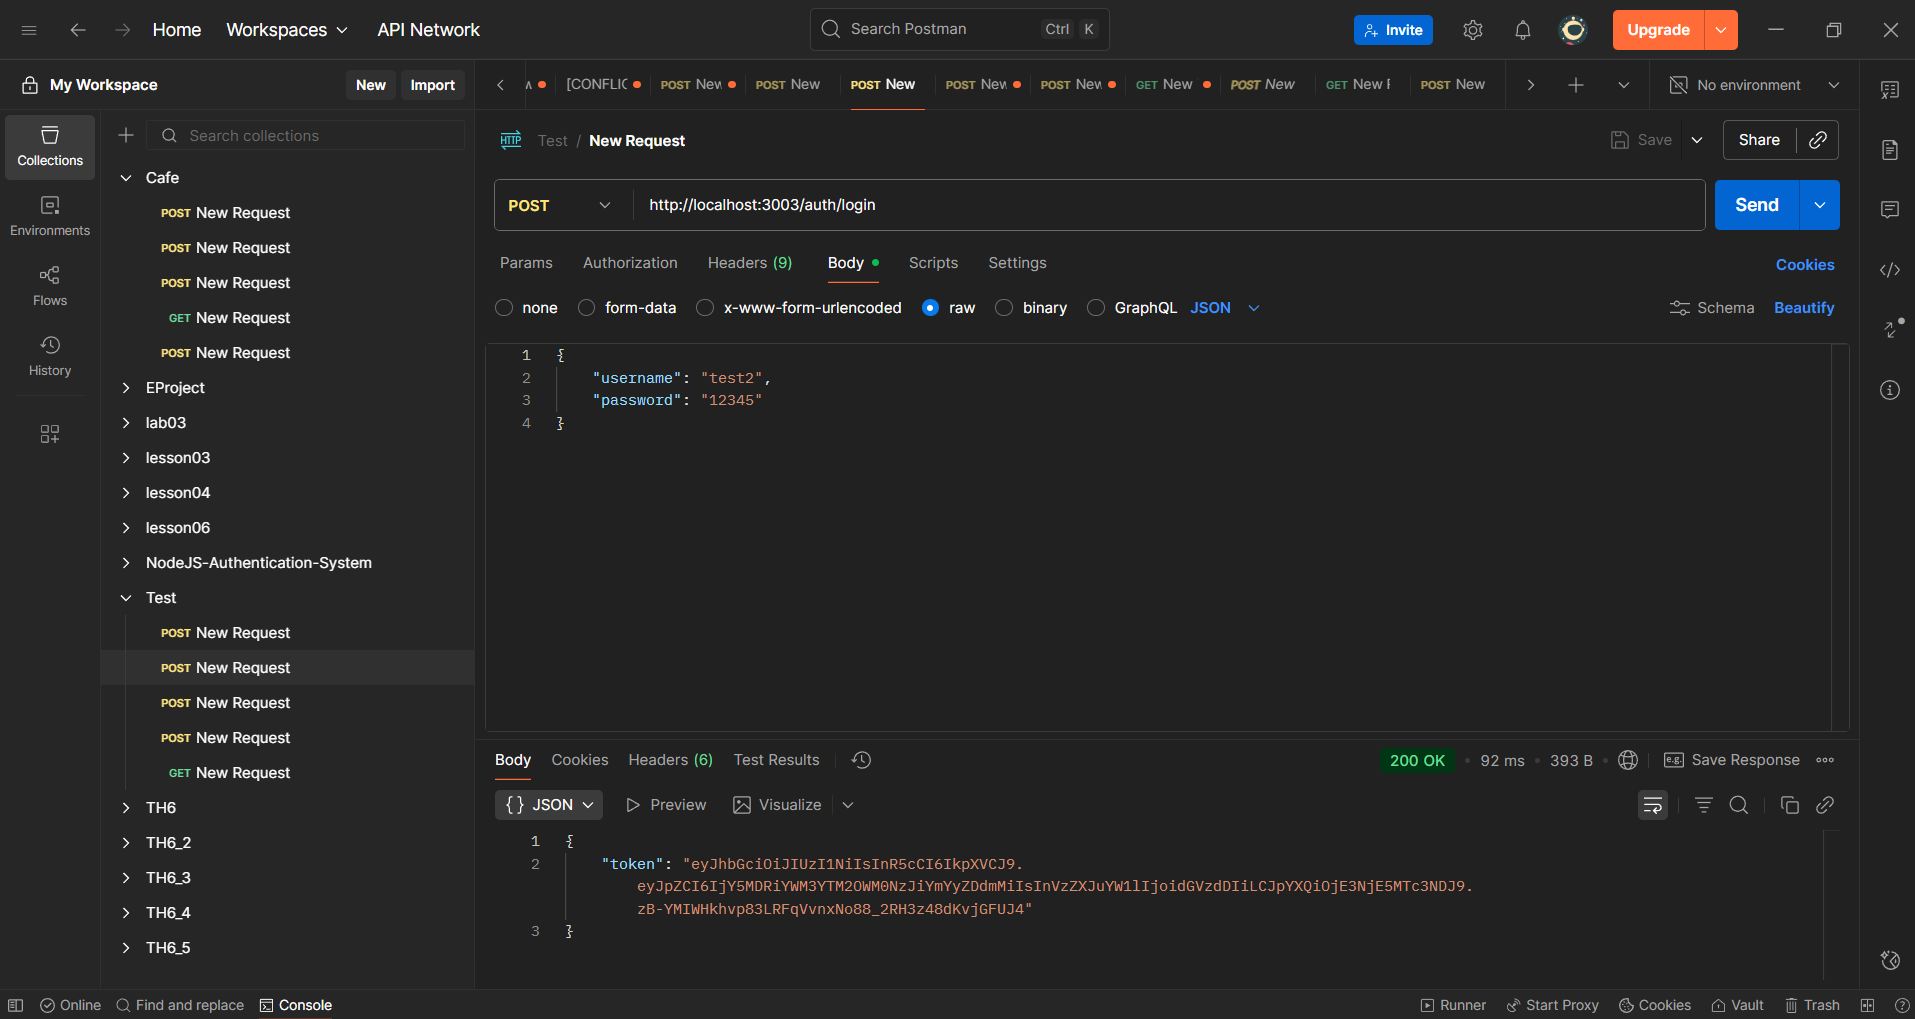 Home Workspaces API Network Search Postman Ctrl K Invite Upgrade
My Workspace New Import
[CONFLIC POST New POST New POST New POST New POST New GET New POST New GET New F POST New No environment
Collections
Environments
Flows
History
Search collections
Cafe
POST New Request
POST New Request
POST New Request
GET New Request
POST New Request
EProject
lab03
lesson03
lesson04
lesson06
NodeJS-Authentication-System
Test
POST New Request
POST New Request
POST New Request
POST New Request
GET New Request
TH6
TH6_2
TH6_3
TH6_4
TH6_5
HTTP Test / New Request Save Share
POST http://localhost:3003/auth/login Send
Params Authorization Headers (9) Body Scripts Settings Cookies
none form-data x-www-form-urlencoded raw binary GraphQL JSON Schema Beautify
1 {
2 "username": "test2",
3 "password": "12345"
4 }
Body Cookies Headers (6) Test Results 200 OK • 92 ms • 393 B • e.g. Save Response
{} JSON Preview Visualize
1 {
2 "token": "eyJhbGciOiJIUzI1NiIsInR5cCI6IkpXVCJ9.
eyJpZCI6IjY5MDRiYWM3YTM2OWM0NzJiYmYyZDdmMiIsInVzZXJuYW1lIjoidGVzdDIiLCJpYXQiOjE3NjE5MTc3NDJ9.
zB-YMIWHkhvp83LRFqVvnxNo88_2RH3z48dKvjGFUJ4"
3 }
Online Find and replace Console Runner Start Proxy Cookies Vault Trash